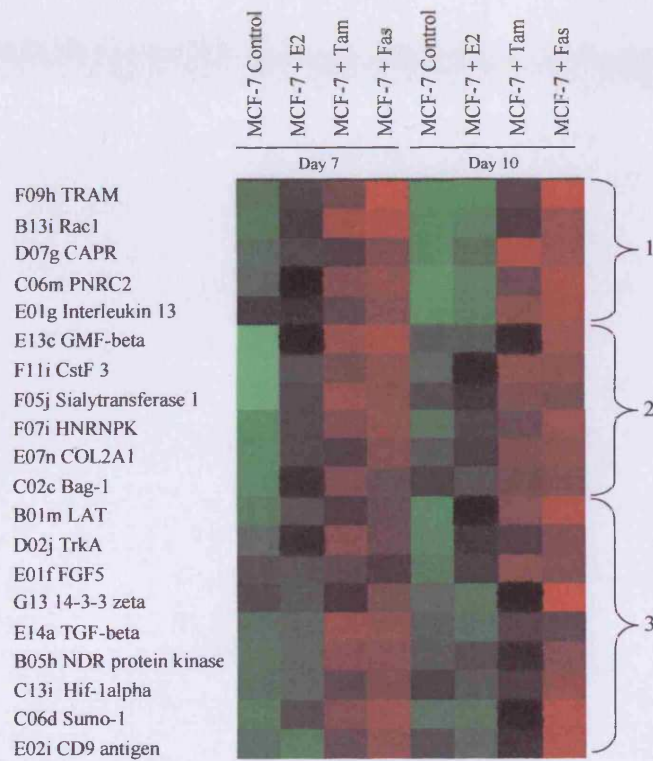 MCF-7 Control
MCF-7 + E2
MCF-7 + Tam
MCF-7 + Fas
MCF-7 Control
MCF-7 + E2
MCF-7 + Tam
MCF-7 + Fas
Day 7
Day 10
F09h TRAM
B13i Rac1
D07g CAPR
C06m PNRC2
E01g Interleukin 13
E13c GMF-beta
F11i CstF 3
F05j Sialytransferase 1
F07i HNRNPK
E07n COL2A1
C02c Bag-1
B01m LAT
D02j TrkA
E01f FGF5
G13 14-3-3 zeta
E14a TGF-beta
B05h NDR protein kinase
C13i Hif-1alpha
C06d Sumo-1
E02i CD9 antigen
1
2
3